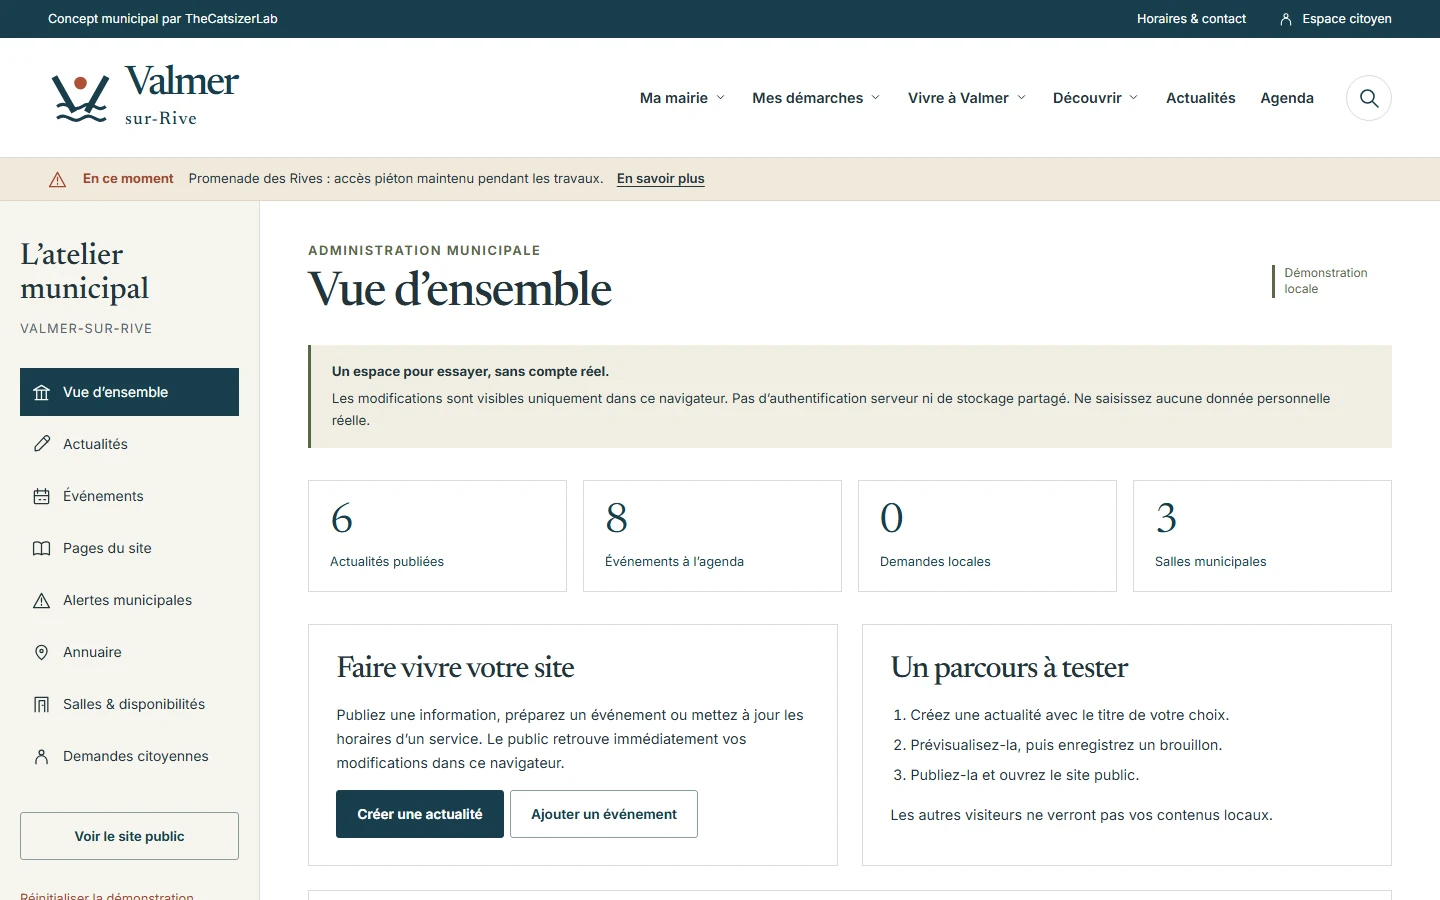 Concept municipal par TheCatsizerLab
Horaires & contact
Espace citoyen
Valmer
sur-Rive
Ma mairie
Mes démarches
Vivre à Valmer
Découvrir
Actualités
Agenda
En ce moment Promenade des Rives : accès piéton maintenu pendant les travaux. En savoir plus
L’atelier
municipal
VALMER-SUR-RIVE
Vue d’ensemble
Actualités
Événements
Pages du site
Alertes municipales
Annuaire
Salles & disponibilités
Demandes citoyennes
Voir le site public
Réinitialiser la démonstration
ADMINISTRATION MUNICIPALE
Vue d’ensemble
Démonstration
locale
Un espace pour essayer, sans compte réel.
Les modifications sont visibles uniquement dans ce navigateur. Pas d’authentification serveur ni de stockage partagé. Ne saisissez aucune donnée personnelle
réelle.
6
Actualités publiées
8
Événements à l’agenda
0
Demandes locales
3
Salles municipales
Faire vivre votre site
Publiez une information, préparez un événement ou mettez à jour les
horaires d’un service. Le public retrouve immédiatement vos
modifications dans ce navigateur.
Créer une actualité
Ajouter un événement
Un parcours à tester
1. Créez une actualité avec le titre de votre choix.
2. Prévisualisez-la, puis enregistrez un brouillon.
3. Publiez-la et ouvrez le site public.
Les autres visiteurs ne verront pas vos contenus locaux.